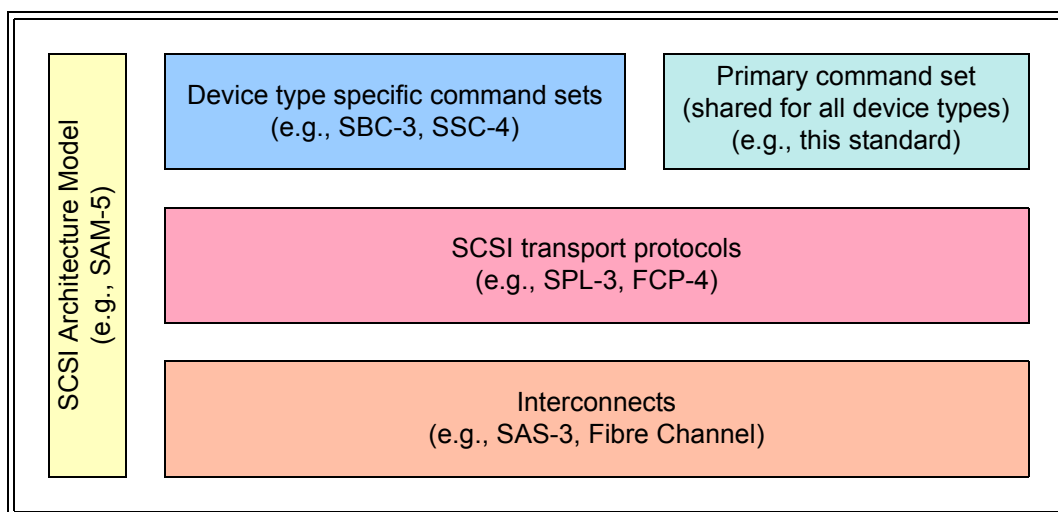 SCSI Architecture Model
(e.g., SAM-5)
Device type specific command sets
(e.g., SBC-3, SSC-4)
Primary command set
(shared for all device types)
(e.g., this standard)
SCSI transport protocols
(e.g., SPL-3, FCP-4)
Interconnects
(e.g., SAS-3, Fibre Channel)